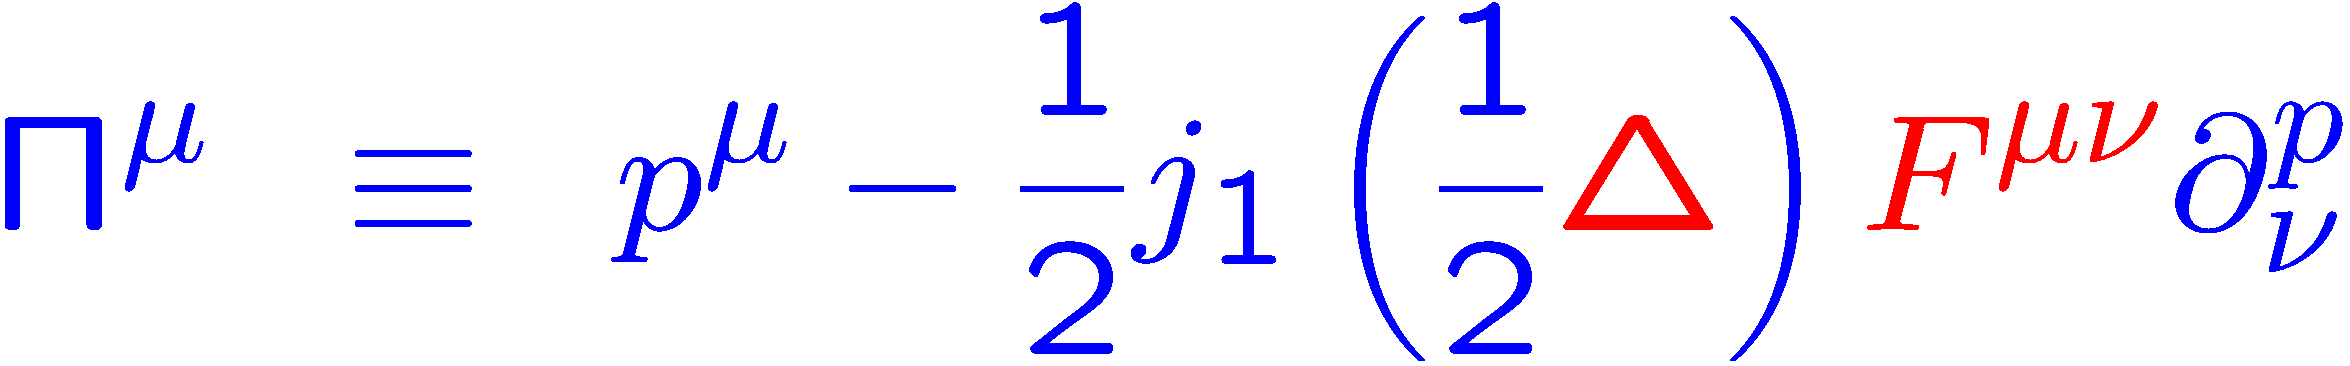 Π^μ ≡ p^μ − 1/2 j_1 (1/2 Δ) F^{μν} ∂^p_ν